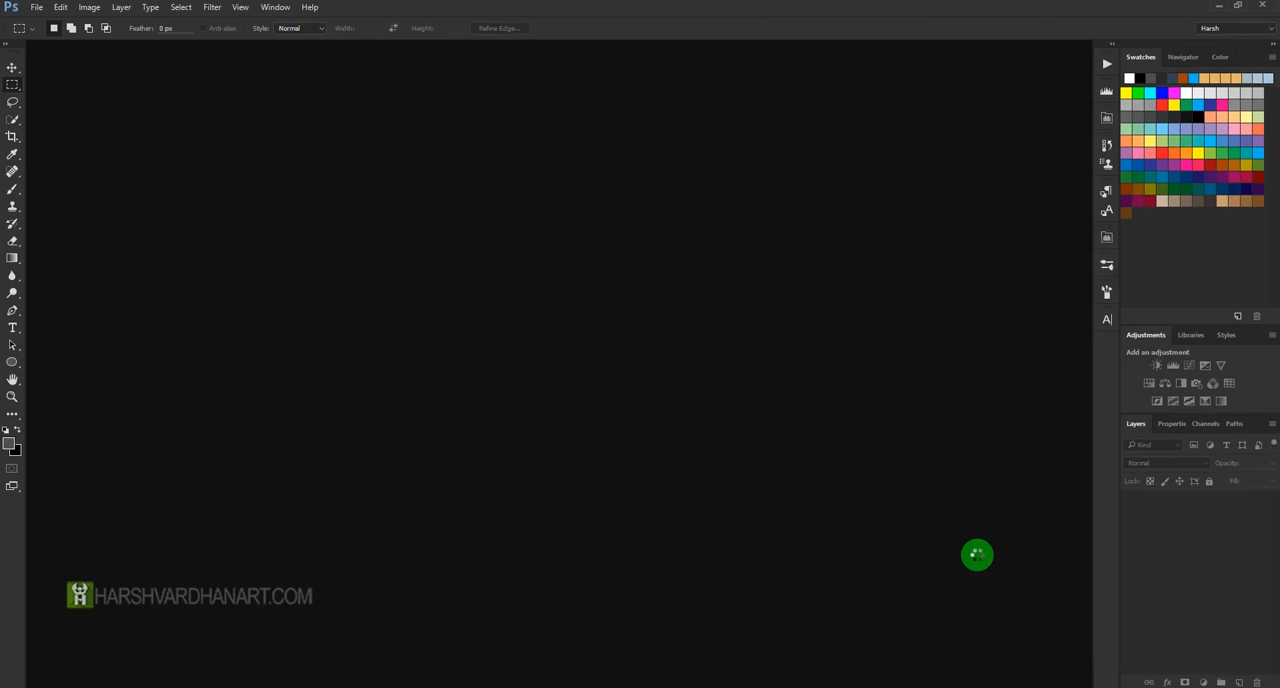 Ps File Edit Image Layer Type Select Filter View Window Help
Feather: 0 px Anti-alias Style: Normal Width: Height: Refine Edge... Harsh
Swatches Navigator Color
Adjustments Libraries Styles
Add an adjustment
Layers Propertie Channels Paths
Kind
Normal Opacity:
Lock: Fill:
HARSHVARDHANART.COM